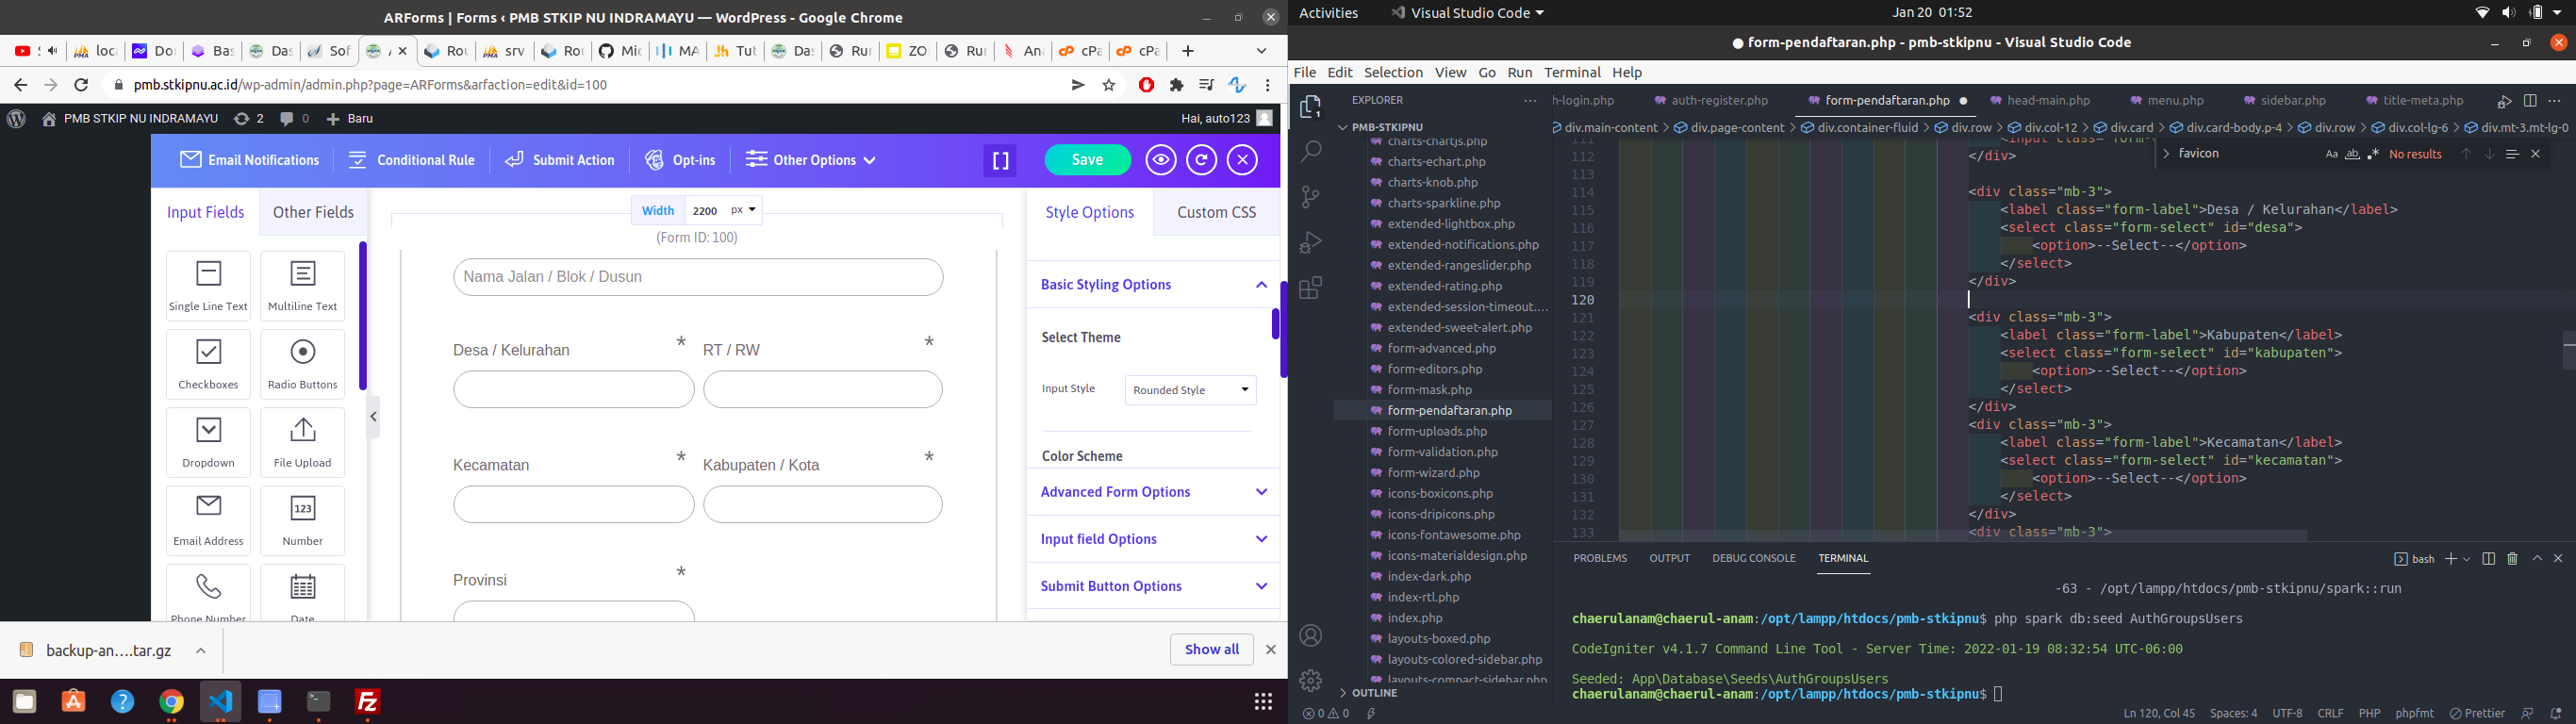 ARForms | Forms ‹ PMB STKIP NU INDRAMAYU — WordPress - Google Chrome
loca
Dor
Bas
Das
Sof
Rou
srv
Rou
Mic
MA
Tut
Das
Rur
ZO
Rur
Ana
cPa
cPa
pmb.stkipnu.ac.id/wp-admin/admin.php?page=ARForms&arfaction=edit&id=100
PMB STKIP NU INDRAMAYU
2
0
Baru
Hai, auto123
Email Notifications
Conditional Rule
Submit Action
Opt-ins
Other Options
[ ]
Save
Input Fields
Other Fields
Width 2200 px
(Form ID: 100)
Style Options
Custom CSS
Single Line Text
Multiline Text
Checkboxes
Radio Buttons
Dropdown
File Upload
Email Address
123
Number
Phone Number
Date
Nama Jalan / Blok / Dusun
Desa / Kelurahan *
RT / RW *
Kecamatan *
Kabupaten / Kota *
Provinsi *
Basic Styling Options
Select Theme
Input Style
Rounded Style
Color Scheme
Advanced Form Options
Input field Options
Submit Button Options
backup-an....tar.gz
Show all
Activities
Visual Studio Code
Jan 20 01:52
● form-pendaftaran.php - pmb-stkipnu - Visual Studio Code
File Edit Selection View Go Run Terminal Help
EXPLORER
PMB-STKIPNU
charts-chartjs.php
charts-echart.php
charts-knob.php
charts-sparkline.php
extended-lightbox.php
extended-notifications.php
extended-rangeslider.php
extended-rating.php
extended-session-timeout....
extended-sweet-alert.php
form-advanced.php
form-editors.php
form-mask.php
form-pendaftaran.php
form-uploads.php
form-validation.php
form-wizard.php
icons-boxicons.php
icons-dripicons.php
icons-fontawesome.php
icons-materialdesign.php
index-dark.php
index-rtl.php
index.php
layouts-boxed.php
layouts-colored-sidebar.php
layouts-compact-sidebar.php
OUTLINE
h-login.php
auth-register.php
form-pendaftaran.php ●
head-main.php
menu.php
sidebar.php
title-meta.php
div.main-content > div.page-content > div.container-fluid > div.row > div.col-12 > div.card > div.card-body.p-4 > div.row > div.col-lg-6 > div.mt-3.mt-lg-0
favicon
Aa
ab
No results
111
112 </div>
113
114 <div class="mb-3">
115 <label class="form-label">Desa / Kelurahan</label>
116 <select class="form-select" id="desa">
117 <option>--Select--</option>
118 </select>
119 </div>
120
121 <div class="mb-3">
122 <label class="form-label">Kabupaten</label>
123 <select class="form-select" id="kabupaten">
124 <option>--Select--</option>
125 </select>
126 </div>
127 <div class="mb-3">
128 <label class="form-label">Kecamatan</label>
129 <select class="form-select" id="kecamatan">
130 <option>--Select--</option>
131 </select>
132 </div>
133 <div class="mb-3">
PROBLEMS OUTPUT DEBUG CONSOLE TERMINAL
bash
-63 - /opt/lampp/htdocs/pmb-stkipnu/spark::run
chaerulanam@chaerul-anam:/opt/lampp/htdocs/pmb-stkipnu$ php spark db:seed AuthGroupsUsers
CodeIgniter v4.1.7 Command Line Tool - Server Time: 2022-01-19 08:32:54 UTC-06:00
Seeded: App\Database\Seeds\AuthGroupsUsers
chaerulanam@chaerul-anam:/opt/lampp/htdocs/pmb-stkipnu$
0 0
Ln 120, Col 45 Spaces: 4 UTF-8 CRLF PHP phpfmt Prettier